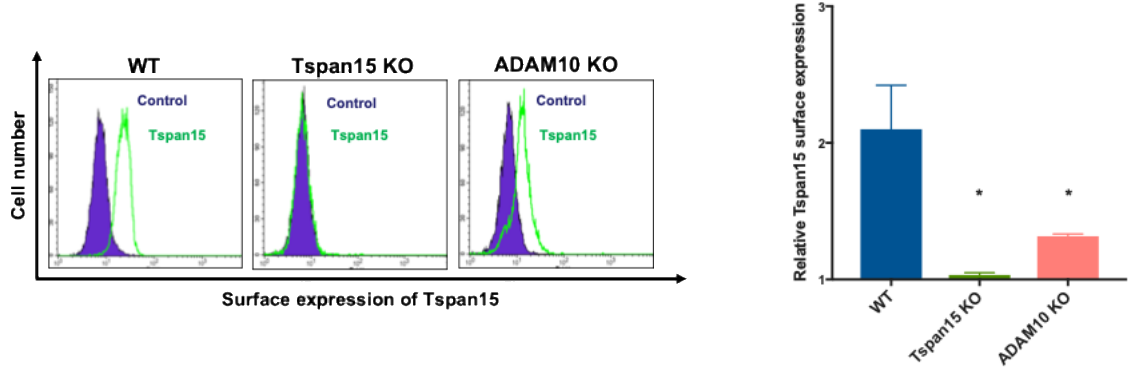 WT
Tspan15 KO
ADAM10 KO
Control
Tspan15
Control
Tspan15
Control
Tspan15
Cell number
Surface expression of Tspan15
Relative Tspan15 surface expression
3
2
1
*
*
WT
Tspan15 KO
ADAM10 KO